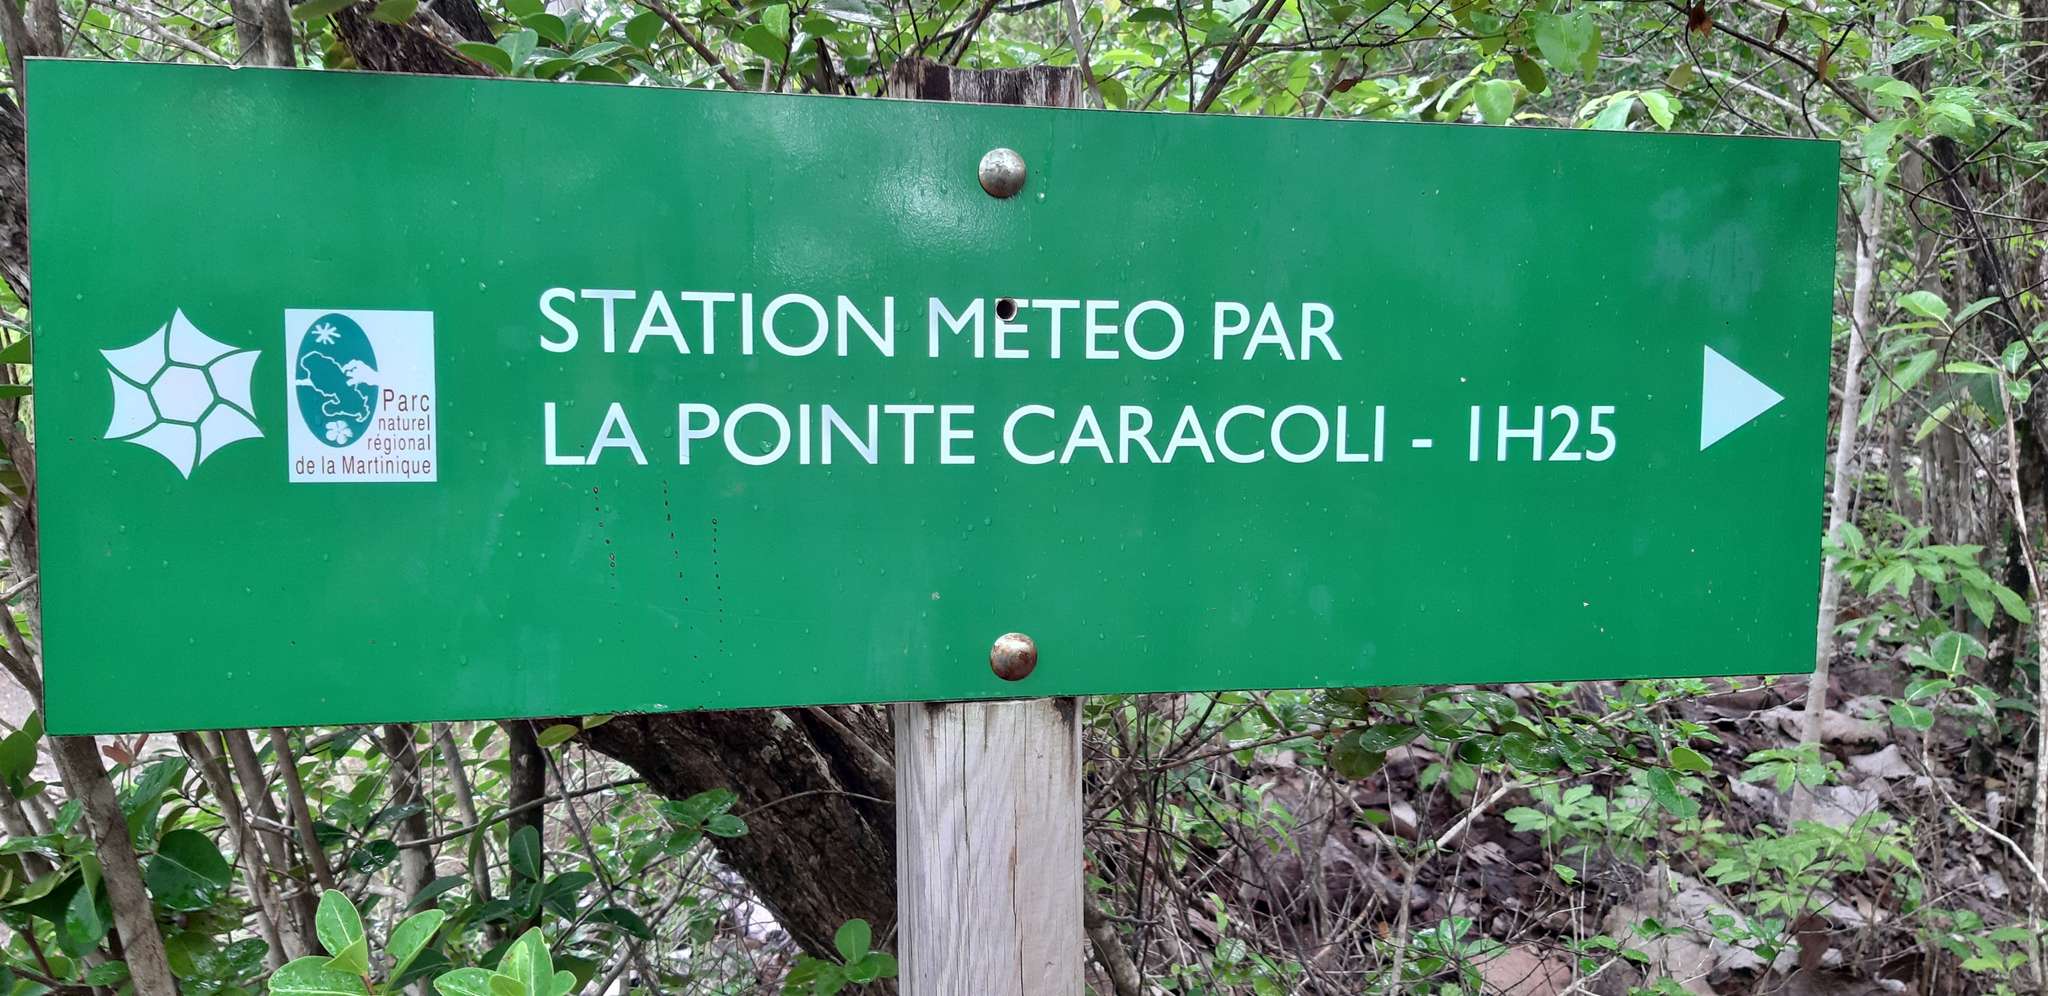 STATION METEO PAR
LA POINTE CARACOLI - 1H25
Parc
naturel
régional
de la Martinique